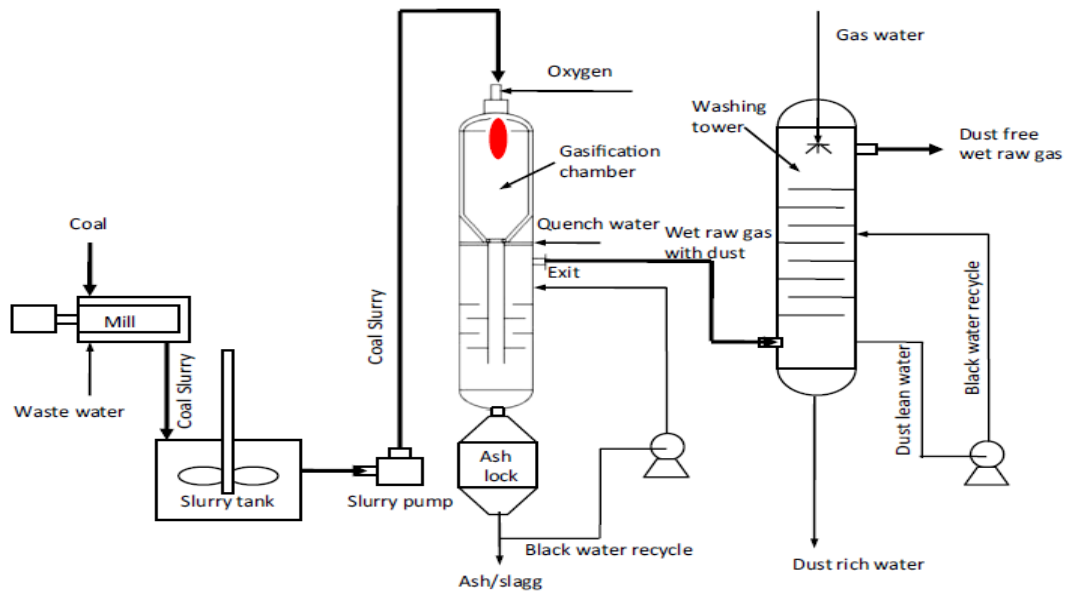 Gas water
Oxygen
Washing
tower
Dust free
wet raw gas
Gasification
chamber
Coal
Quench water
Wet raw gas
with dust
Exit
Mill
Coal Slurry
Coal Slurry
Black water recycle
Dust lean water
Waste water
Ash
lock
Slurry tank
Slurry pump
Black water recycle
Dust rich water
Ash/slagg